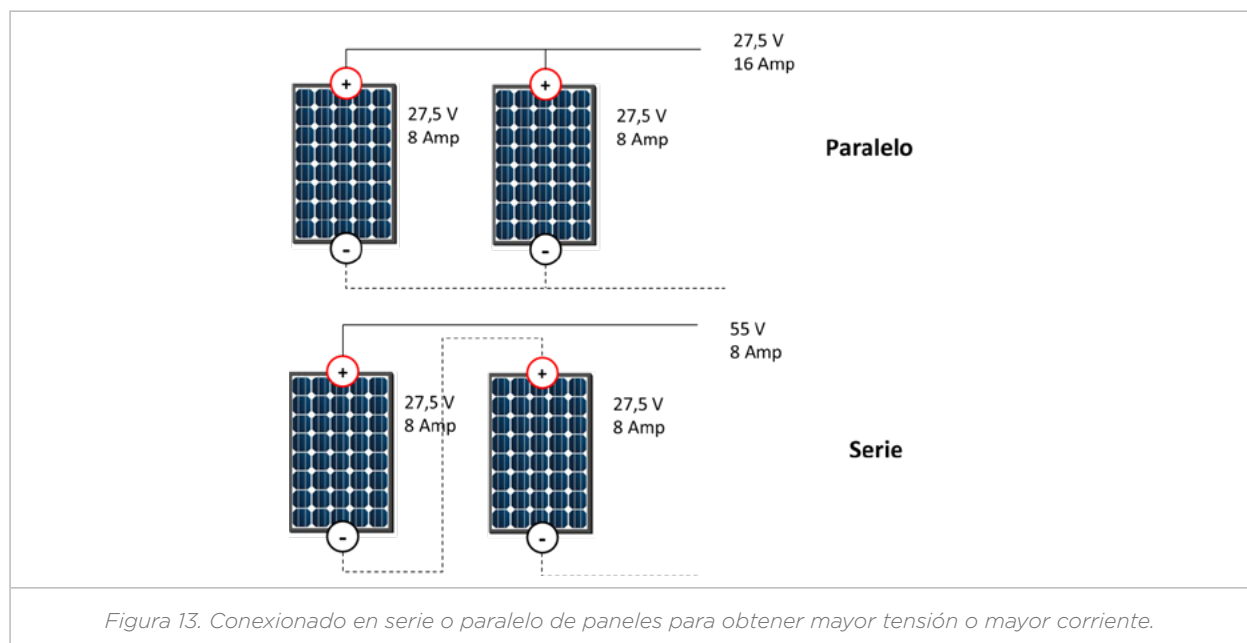 27,5 V
16 Amp
+
+
27,5 V
8 Amp
27,5 V
8 Amp
Paralelo
-
-
55 V
8 Amp
+
+
27,5 V
8 Amp
27,5 V
8 Amp
Serie
-
-
Figura 13. Conexionado en serie o paralelo de paneles para obtener mayor tensión o mayor corriente.